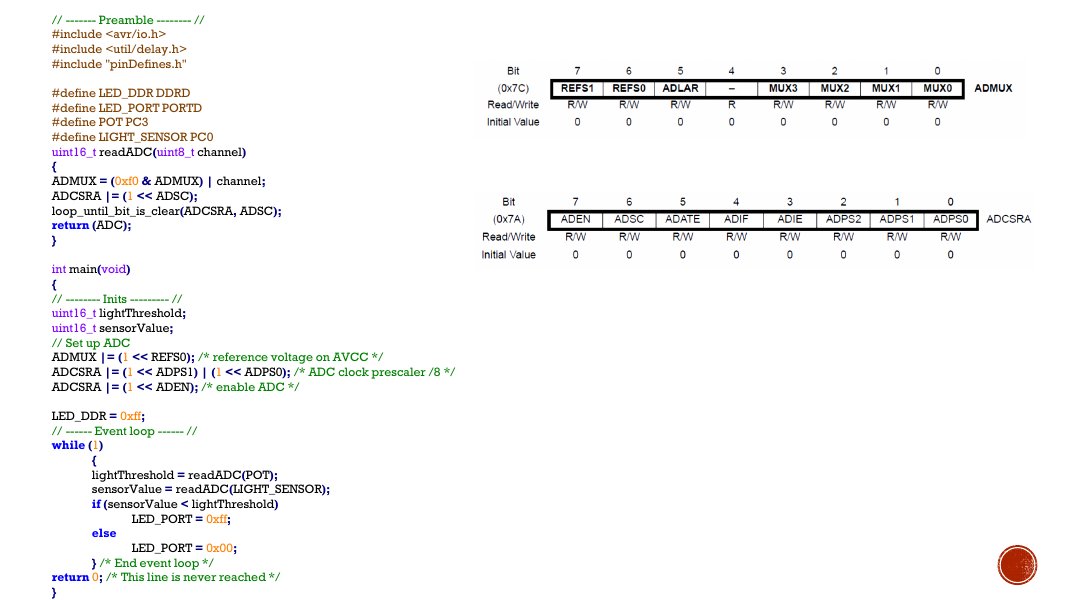 // ------- Preamble -------- //
#include <avr/io.h>
#include <util/delay.h>
#include "pinDefines.h"
#define LED_DDR DDRD
#define LED_PORT PORTD
#define POT PC3
#define LIGHT_SENSOR PC0
uint16_t readADC(uint8_t channel)
{
ADMUX = (0xf0 & ADMUX) | channel;
ADCSRA |= (1 << ADSC);
loop_until_bit_is_clear(ADCSRA, ADSC);
return (ADC);
}
int main(void)
{
// -------- Inits --------- //
uint16_t lightThreshold;
uint16_t sensorValue;
// Set up ADC
ADMUX |= (1 << REFS0); /* reference voltage on AVCC */
ADCSRA |= (1 << ADPS1) | (1 << ADPS0); /* ADC clock prescaler /8 */
ADCSRA |= (1 << ADEN); /* enable ADC */
LED_DDR = 0xff;
// ------ Event loop ------ //
while (1)
{
lightThreshold = readADC(POT);
sensorValue = readADC(LIGHT_SENSOR);
if (sensorValue < lightThreshold)
LED_PORT = 0xff;
else
LED_PORT = 0x00;
} /* End event loop */
return 0; /* This line is never reached */
}
Bit 7 6 5 4 3 2 1 0
(0x7C) REFS1 REFS0 ADLAR – MUX3 MUX2 MUX1 MUX0 ADMUX
Read/Write R/W R/W R/W R R/W R/W R/W R/W
Initial Value 0 0 0 0 0 0 0 0
Bit 7 6 5 4 3 2 1 0
(0x7A) ADEN ADSC ADATE ADIF ADIE ADPS2 ADPS1 ADPS0 ADCSRA
Read/Write R/W R/W R/W R/W R/W R/W R/W R/W
Initial Value 0 0 0 0 0 0 0 0